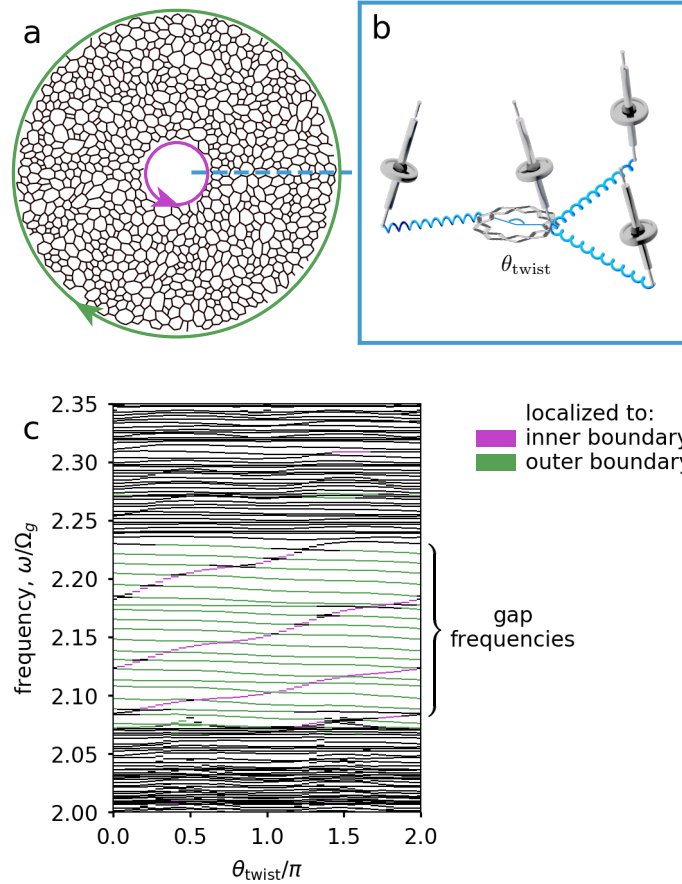 a
b
θtwist
c
2.35
2.30
2.25
2.20
2.15
2.10
2.05
2.00
frequency, ω/Ωg
0.0
0.5
1.0
1.5
2.0
θtwist/π
localized to:
inner boundary
outer boundary
gap
frequencies